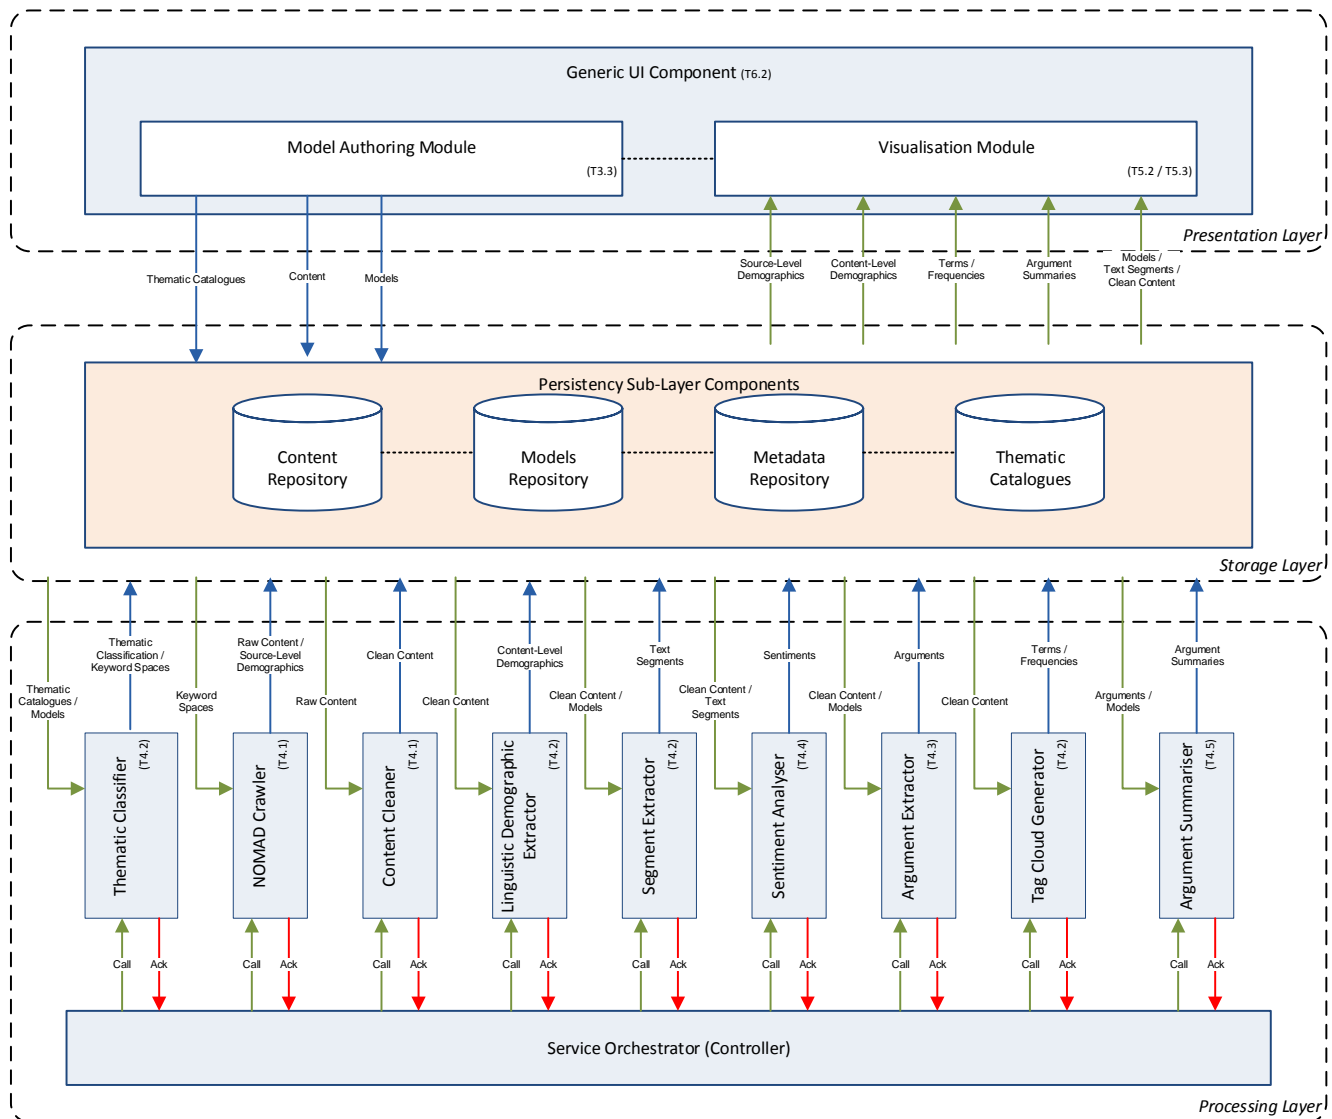 Generic UI Component (T6.2)
Model Authoring Module
(T3.3)
Visualisation Module
(T5.2 / T5.3)
Presentation Layer
Thematic Catalogues
Content
Models
Source-Level
Demographics
Content-Level
Demographics
Terms /
Frequencies
Argument
Summaries
Models /
Text Segments /
Clean Content
Persistency Sub-Layer Components
Content
Repository
Models
Repository
Metadata
Repository
Thematic
Catalogues
Storage Layer
Thematic
Catalogues /
Models
Thematic
Classification /
Keyword Spaces
Keyword
Spaces
Raw Content /
Source-Level
Demographics
Raw Content
Clean Content
Clean Content
Content-Level
Demographics
Clean Content /
Models
Text
Segments
Clean Content /
Text
Segments
Sentiments
Clean Content /
Models
Arguments
Clean Content
Terms /
Frequencies
Arguments /
Models
Argument
Summaries
Thematic Classifier
(T4.2)
NOMAD Crawler
(T4.1)
Content Cleaner
(T4.1)
Linguistic Demographic
Extractor
(T4.2)
Segment Extractor
(T4.2)
Sentiment Analyser
(T4.4)
Argument Extractor
(T4.3)
Tag Cloud Generator
(T4.2)
Argument Summariser
(T4.5)
Call
Ack
Call
Ack
Call
Ack
Call
Ack
Call
Ack
Call
Ack
Call
Ack
Call
Ack
Call
Ack
Service Orchestrator (Controller)
Processing Layer